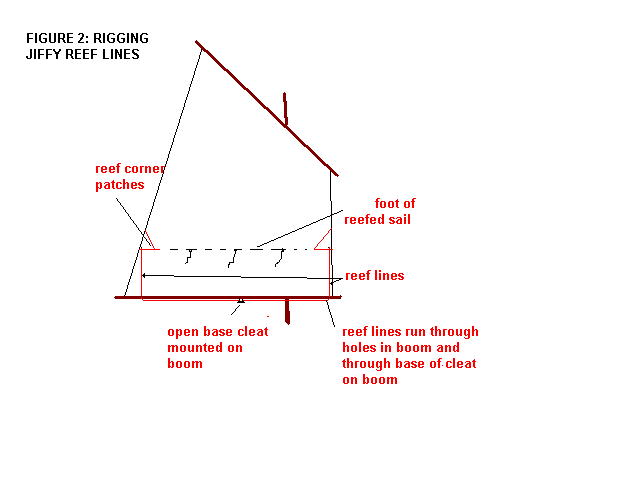 FIGURE 2: RIGGING
JIFFY REEF LINES
reef corner
patches
foot of
reefed sail
reef lines
open base cleat
mounted on
boom
reef lines run through
holes in boom and
through base of cleat
on boom